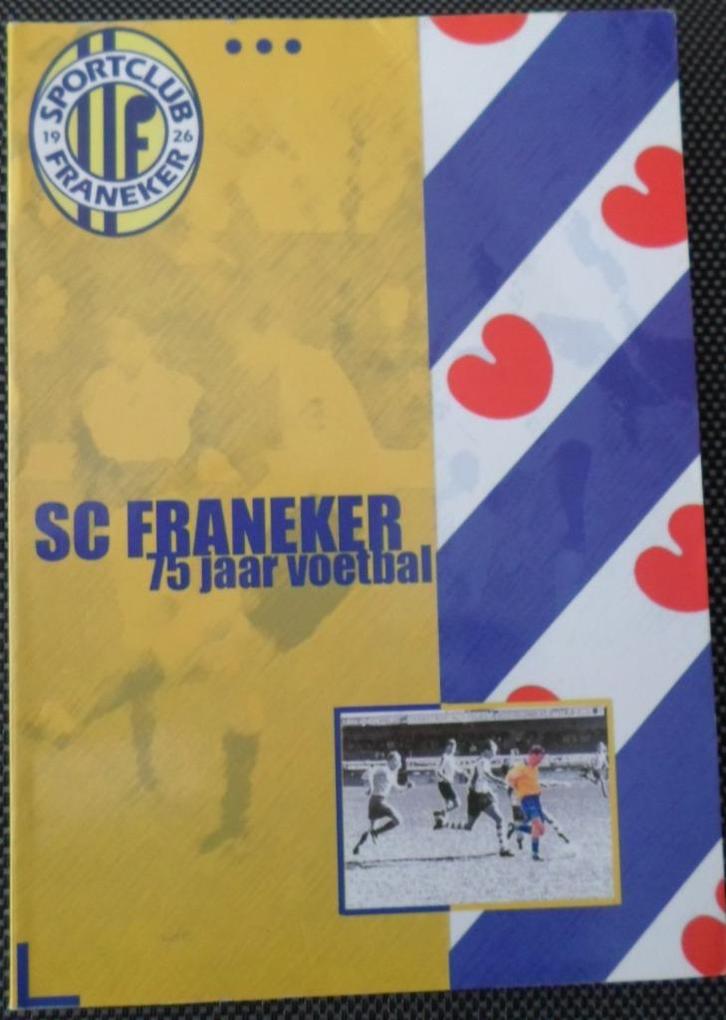 SPORTCLUB
19 26
F
FRANEKER
SC FRANEKER
75 jaar voetbal